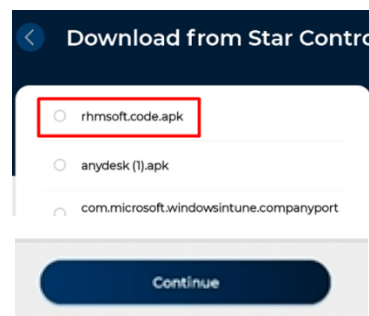 Download from Star Contro
rhmsoft.code.apk
anydesk (1).apk
com.microsoft.windowsintune.companyport
Continue